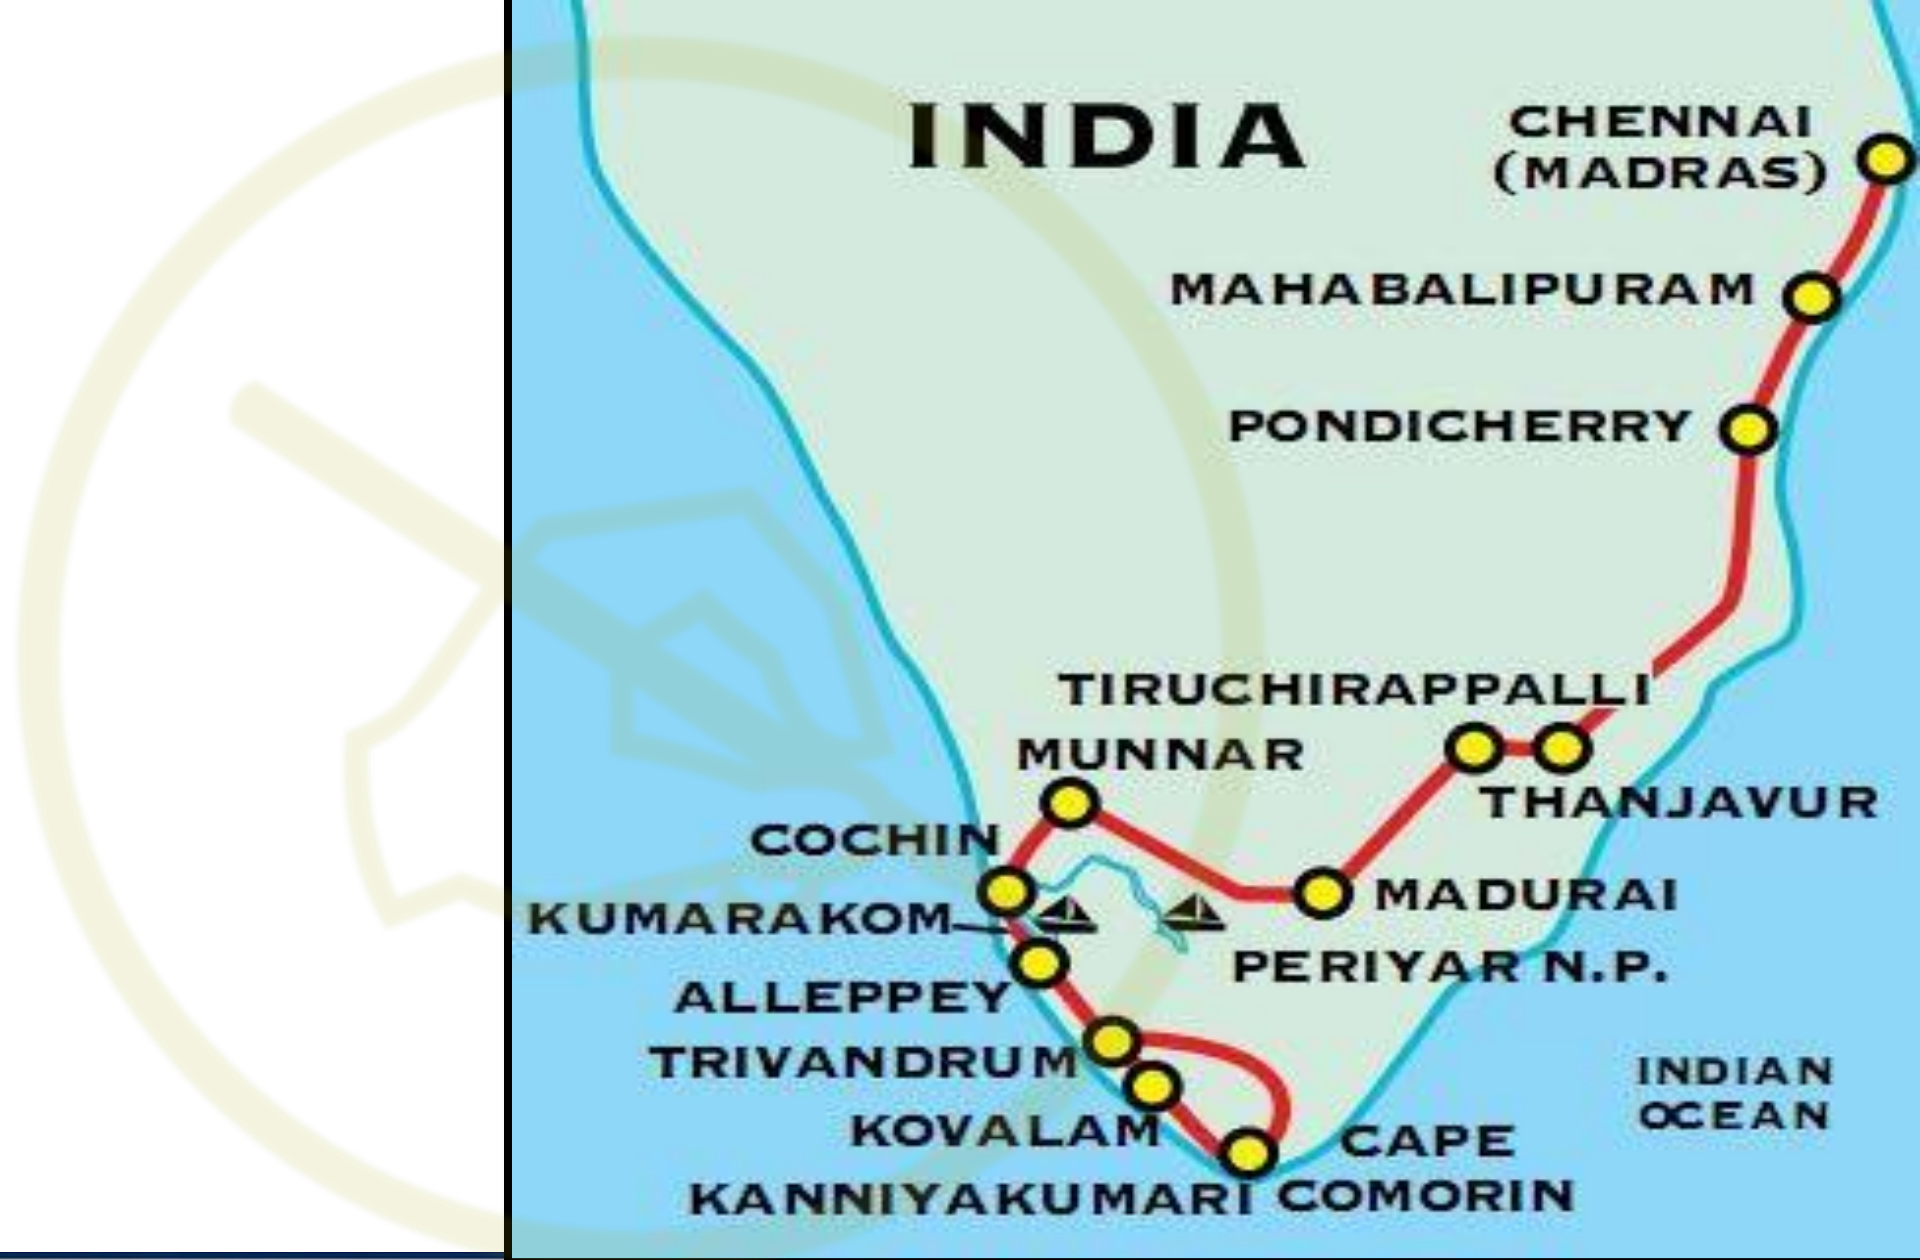 INDIA
CHENNAI
(MADRAS)
MAHABALIPURAM
PONDICHERRY
TIRUCHIRAPPALLI
MUNNAR
THANJAVUR
COCHIN
MADURAI
KUMARAKOM
PERIYAR N.P.
ALLEPPEY
TRIVANDRUM
INDIAN
OCEAN
KOVALAM
CAPE
COMORIN
KANNIYAKUMARI